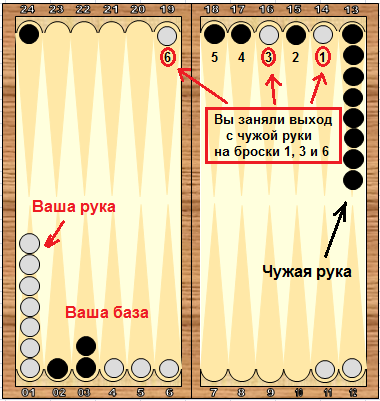 24 23 22 21 20 19 18 17 16 15 14 13
6 5 4 3 2 1
Вы заняли выход
с чужой руки
на броски 1, 3 и 6
Ваша рука
Чужая рука
Ваша база
01 02 03 4 5 6 7 8 9 10 11 12